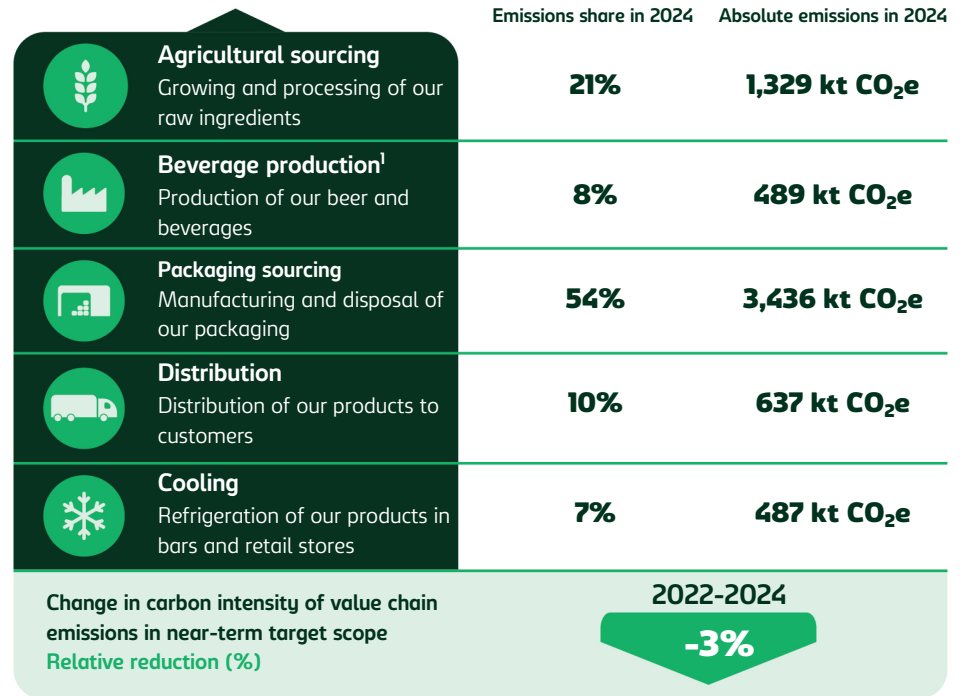 Emissions share in 2024 Absolute emissions in 2024
Agricultural sourcing
Growing and processing of our
raw ingredients
21% 1,329 kt CO₂e
Beverage production¹
Production of our beer and
beverages
8% 489 kt CO₂e
Packaging sourcing
Manufacturing and disposal of
our packaging
54% 3,436 kt CO₂e
Distribution
Distribution of our products to
customers
10% 637 kt CO₂e
Cooling
Refrigeration of our products in
bars and retail stores
7% 487 kt CO₂e
Change in carbon intensity of value chain
emissions in near-term target scope
Relative reduction (%)
2022-2024
-3%